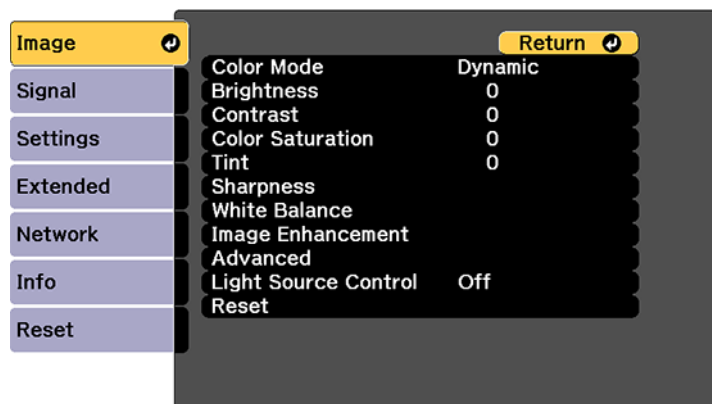 Image
Signal
Settings
Extended
Network
Info
Reset
Return
Color Mode Dynamic
Brightness 0
Contrast 0
Color Saturation 0
Tint 0
Sharpness
White Balance
Image Enhancement
Advanced
Light Source Control Off
Reset